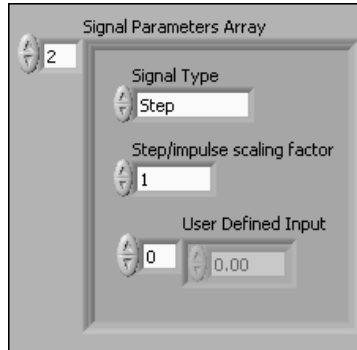 Signal Parameters Array
2
Signal Type
Step
Step/impulse scaling factor
1
User Defined Input
0
0.00